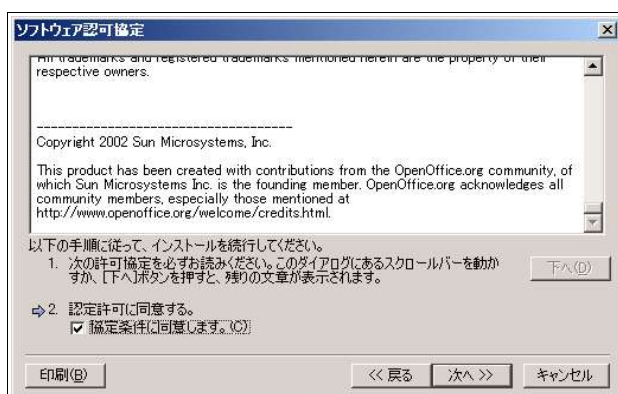 ソフトウェア認可協定
All trademarks and registered trademarks mentioned herein are the property of their
respective owners.
------------------------------------
Copyright 2002 Sun Microsystems, Inc.
This product has been created with contributions from the OpenOffice.org community, of
which Sun Microsystems Inc. is the founding member. OpenOffice.org acknowledges all
community members, especially those mentioned at
http://www.openoffice.org/welcome/credits.html.
以下の手順に従って、インストールを続行してください。
1. 次の許可協定を必ずお読みください。このダイアログにあるスクロールバーを動か
すか、[下へ]ボタンを押すと、残りの文章が表示されます。
下へ(D)
2. 認定許可に同意する。
協定条件に同意します。(C)
印刷(B)
<< 戻る
次へ >>
キャンセル